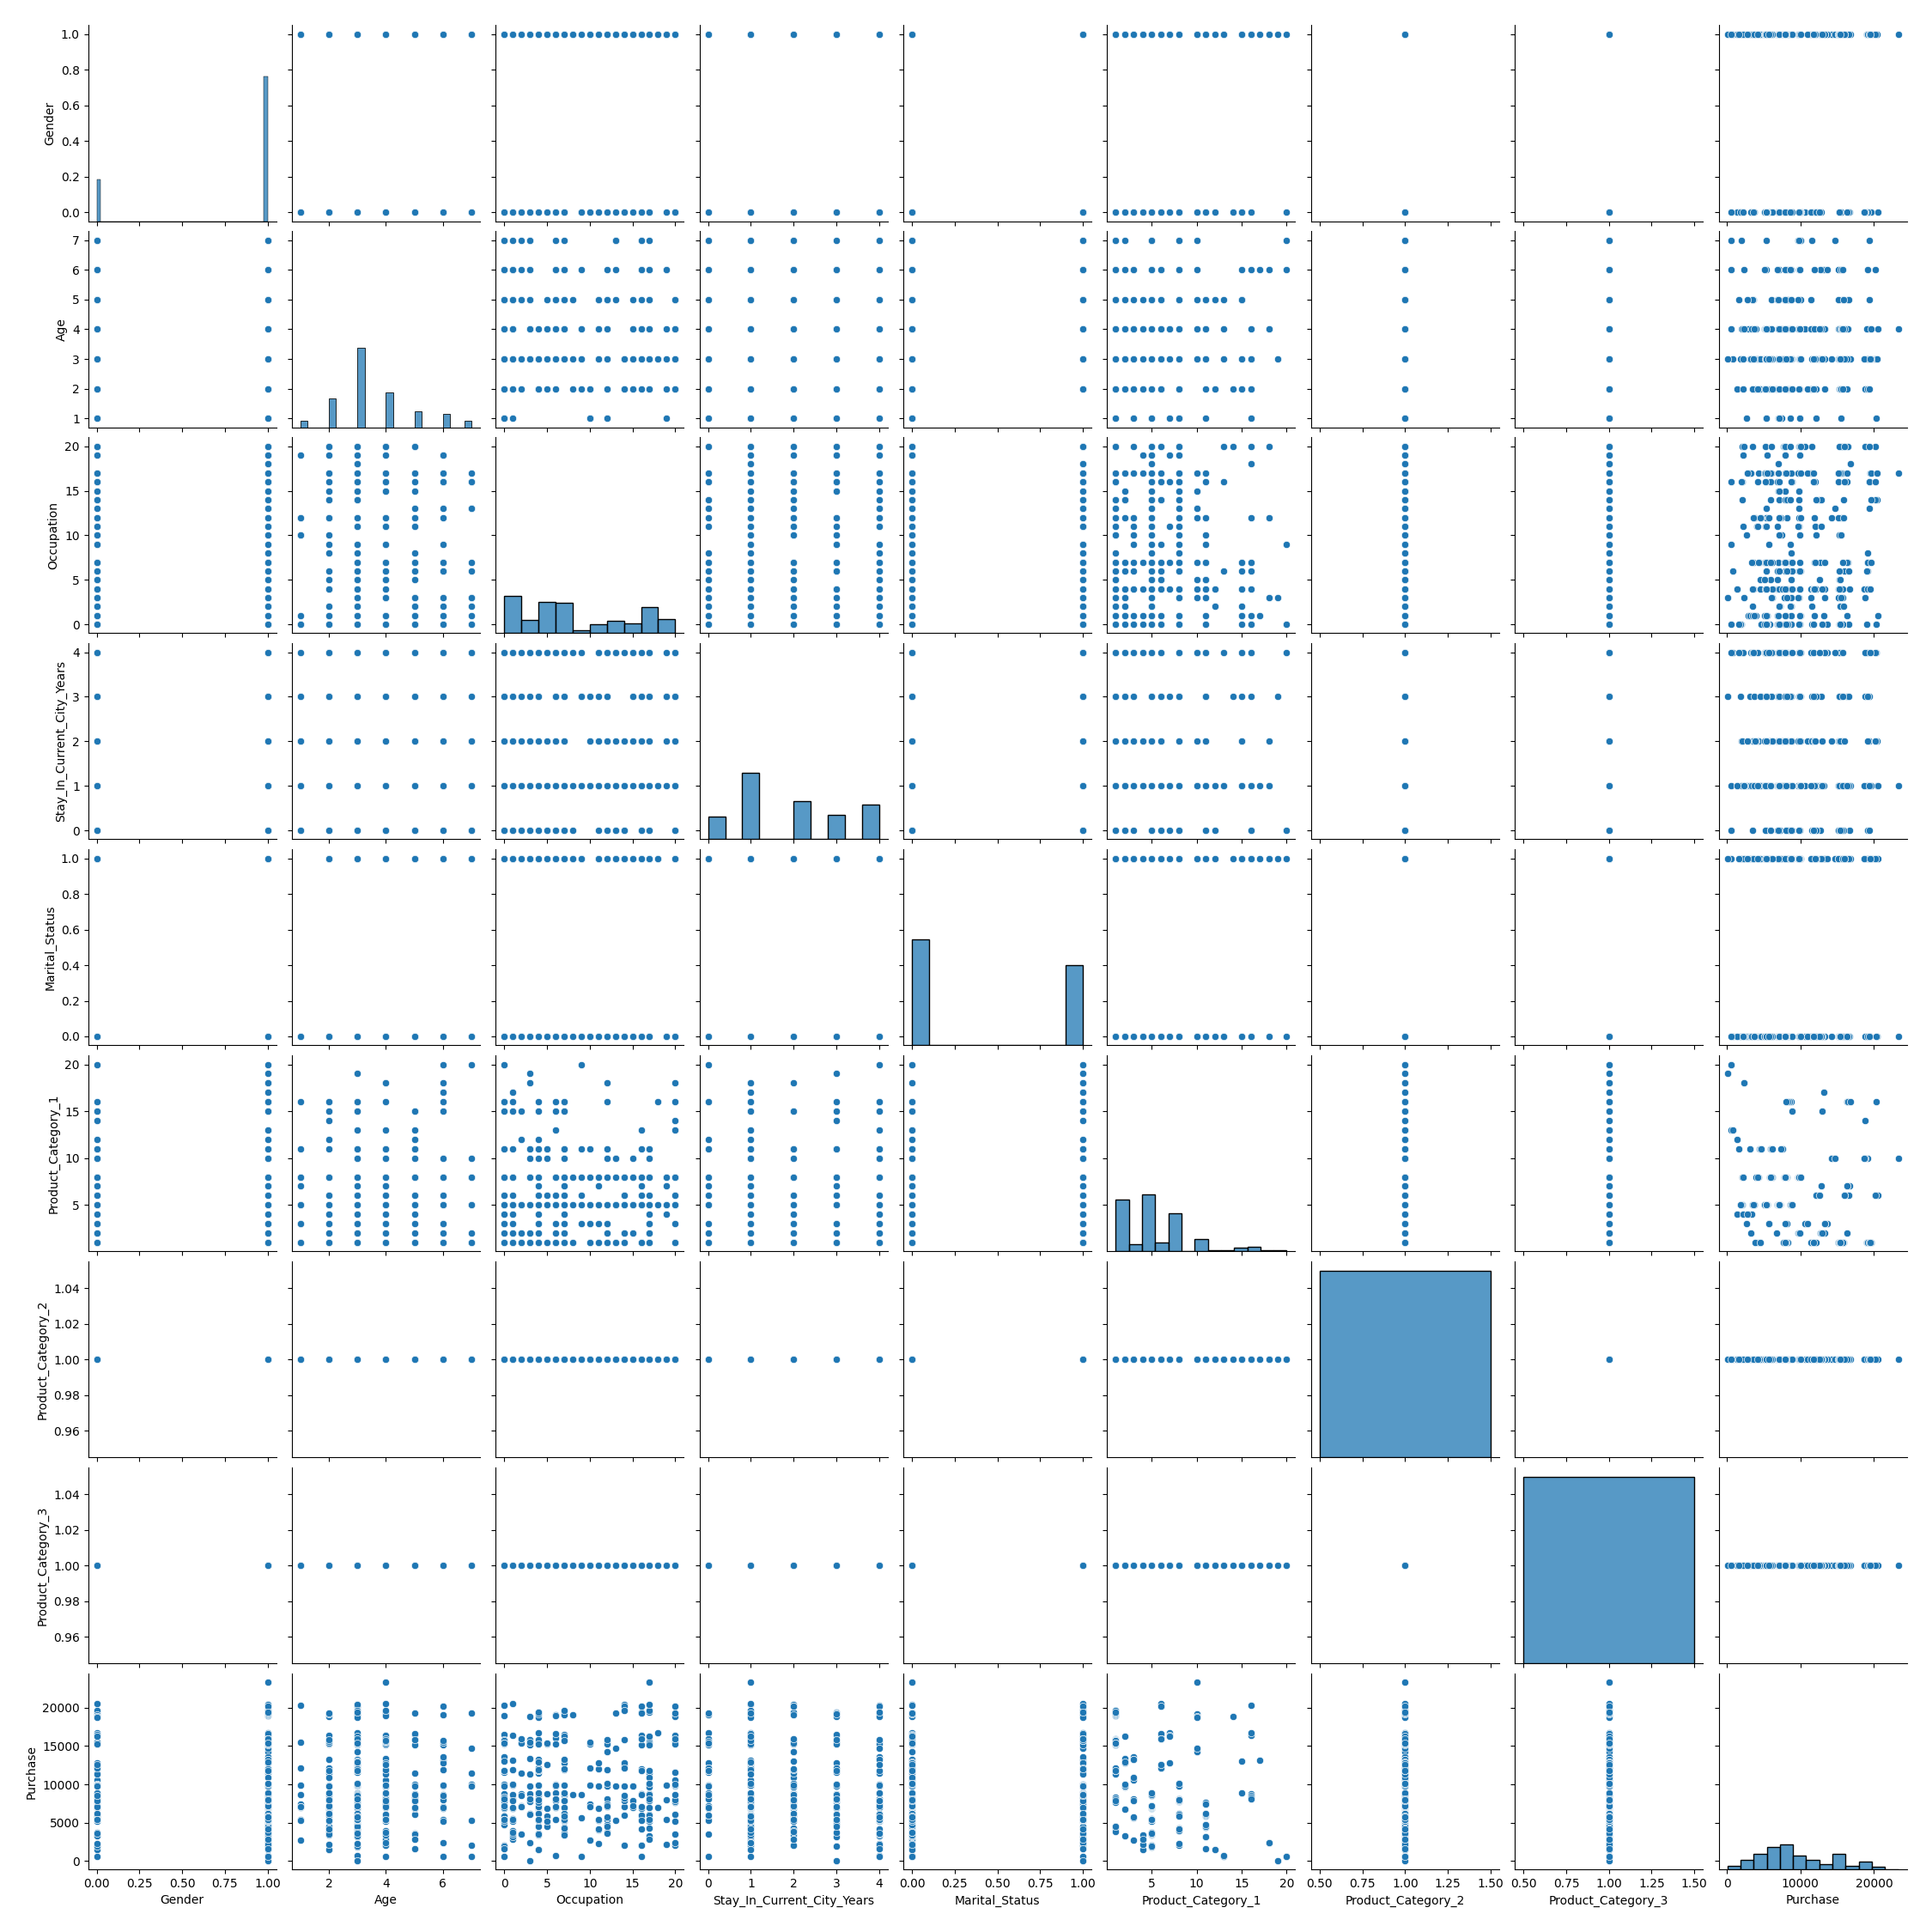 1.0
0.8
0.6
0.4
0.2
0.0
Gender
7
6
5
4
3
2
1
Age
20
15
10
5
0
Occupation
4
3
2
1
0
Stay_In_Current_City_Years
1.0
0.8
0.6
0.4
0.2
0.0
Marital_Status
20
15
10
5
Product_Category_1
1.04
1.02
1.00
0.98
0.96
Product_Category_2
1.04
1.02
1.00
0.98
0.96
Product_Category_3
20000
15000
10000
5000
0
Purchase
0.00 0.25 0.50 0.75 1.00
Gender
2 4 6
Age
0 5 10 15 20
Occupation
0 1 2 3 4
Stay_In_Current_City_Years
0.00 0.25 0.50 0.75 1.00
Marital_Status
5 10 15 20
Product_Category_1
0.50 0.75 1.00 1.25 1.50
Product_Category_2
0.50 0.75 1.00 1.25 1.50
Product_Category_3
0 10000 20000
Purchase